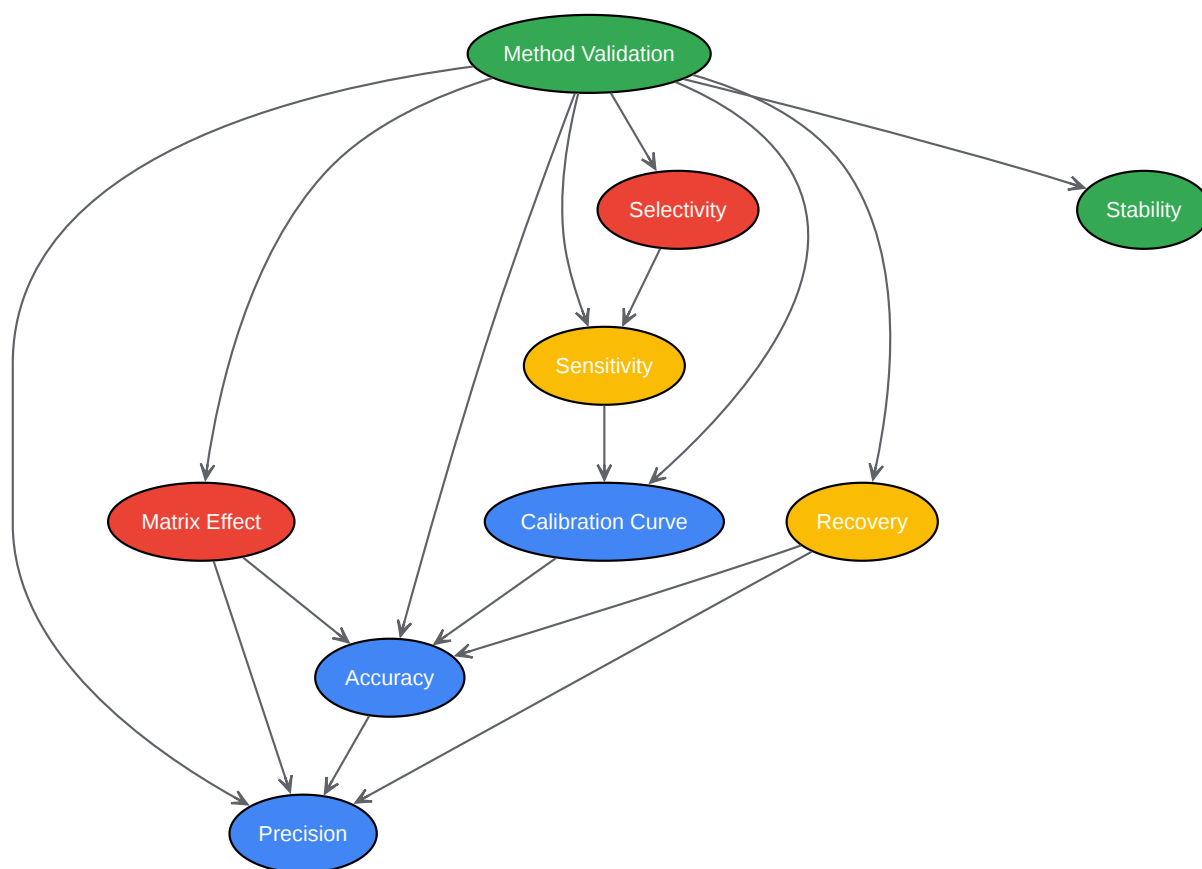 Method Validation
Selectivity
Stability
Sensitivity
Matrix Effect
Calibration Curve
Recovery
Accuracy
Precision